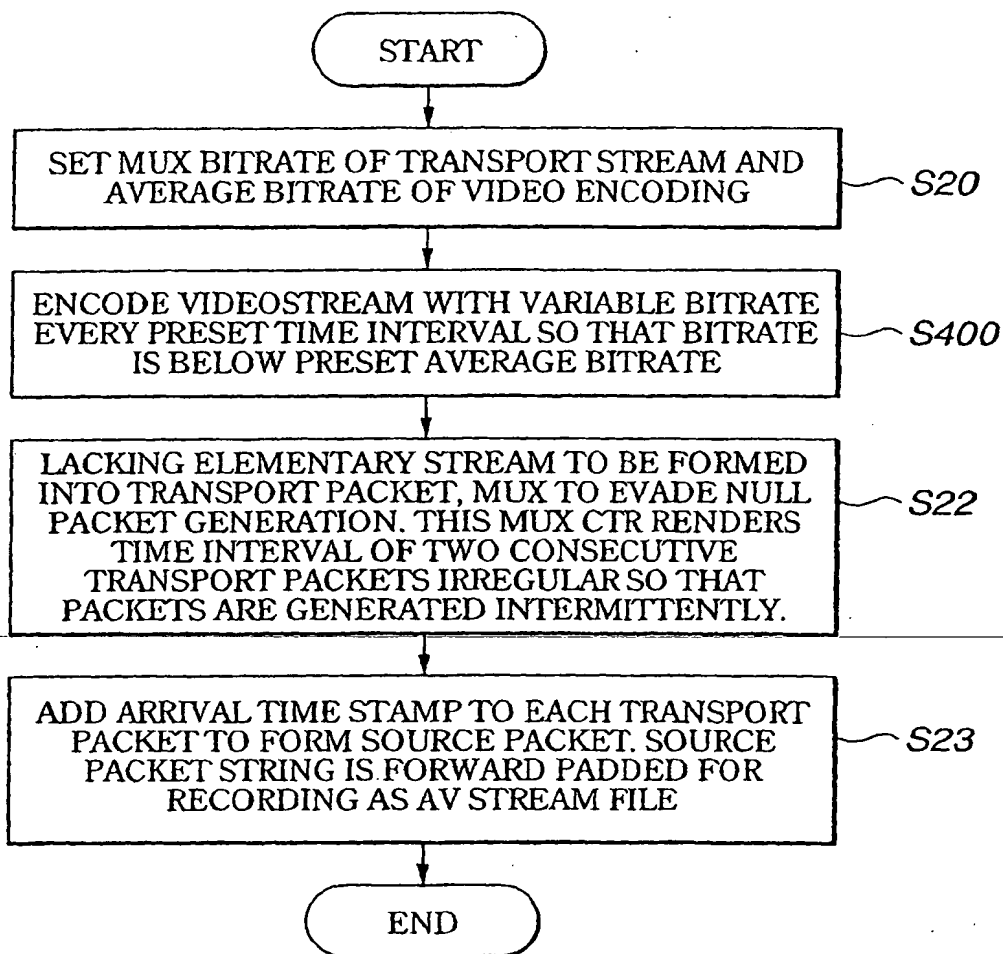 START
SET MUX BITRATE OF TRANSPORT STREAM AND
AVERAGE BITRATE OF VIDEO ENCODING
S20
ENCODE VIDEOSTREAM WITH VARIABLE BITRATE
EVERY PRESET TIME INTERVAL SO THAT BITRATE
IS BELOW PRESET AVERAGE BITRATE
S400
LACKING ELEMENTARY STREAM TO BE FORMED
INTO TRANSPORT PACKET, MUX TO EVADE NULL
PACKET GENERATION. THIS MUX CTR RENDERS
TIME INTERVAL OF TWO CONSECUTIVE
TRANSPORT PACKETS IRREGULAR SO THAT
PACKETS ARE GENERATED INTERMITTENTLY.
S22
ADD ARRIVAL TIME STAMP TO EACH TRANSPORT
PACKET TO FORM SOURCE PACKET. SOURCE
PACKET STRING IS FORWARD PADDED FOR
RECORDING AS AV STREAM FILE
S23
END